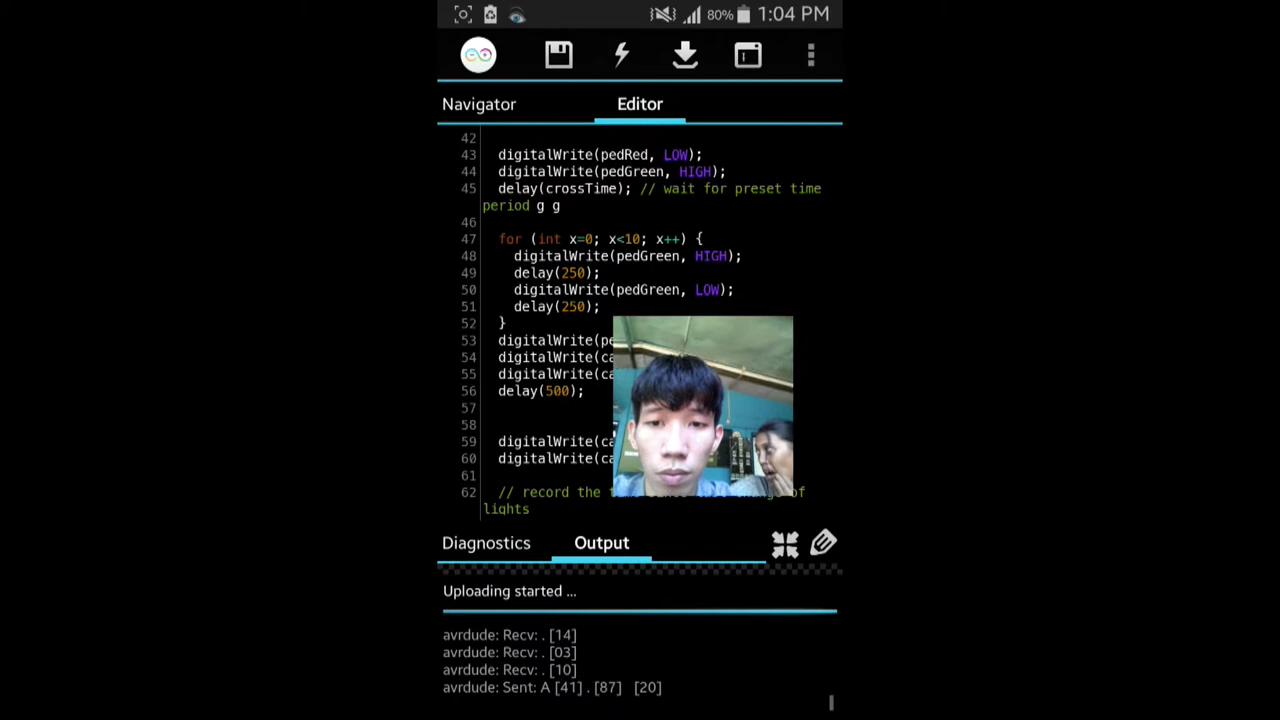 80% 1:04 PM
Navigator Editor
42
43 digitalWrite(pedRed, LOW);
44 digitalWrite(pedGreen, HIGH);
45 delay(crossTime); // wait for preset time
period g g
46
47 for (int x=0; x<10; x++) {
48 digitalWrite(pedGreen, HIGH);
49 delay(250);
50 digitalWrite(pedGreen, LOW);
51 delay(250);
52 }
53 digitalWrite(pe
54 digitalWrite(ca
55 digitalWrite(ca
56 delay(500);
57
58
59 digitalWrite(ca
60 digitalWrite(ca
61
62 // record the of
lights
Diagnostics Output
Uploading started ...
avrdude: Recv: . [14]
avrdude: Recv: . [03]
avrdude: Recv: . [10]
avrdude: Sent: A [41] . [87] [20]